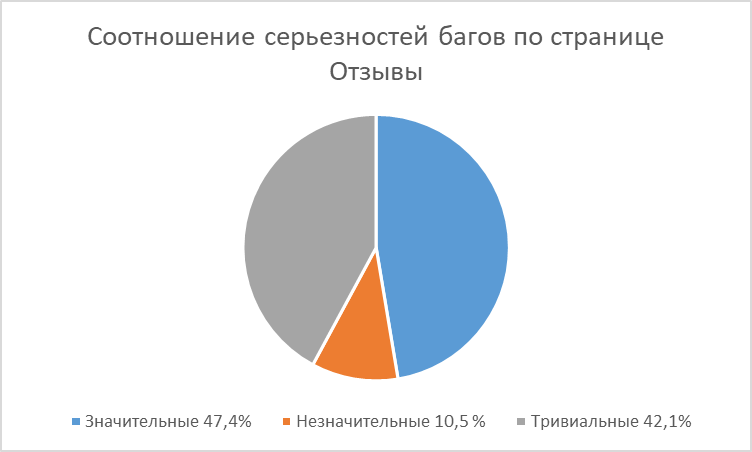 Соотношение серьезностей багов по странице
Отзывы
Значительные 47,4% Незначительные 10,5 % Тривиальные 42,1%